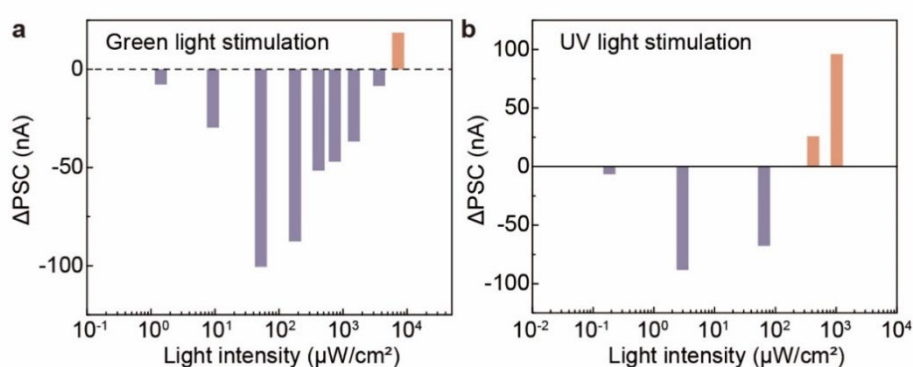 a
Green light stimulation
0
-50
-100
ΔPSC (nA)
10⁻¹ 10⁰ 10¹ 10² 10³ 10⁴
Light intensity (µW/cm²)
b
UV light stimulation
100
50
0
-50
-100
ΔPSC (nA)
10⁻² 10⁻¹ 10⁰ 10¹ 10² 10³ 10⁴
Light intensity (µW/cm²)